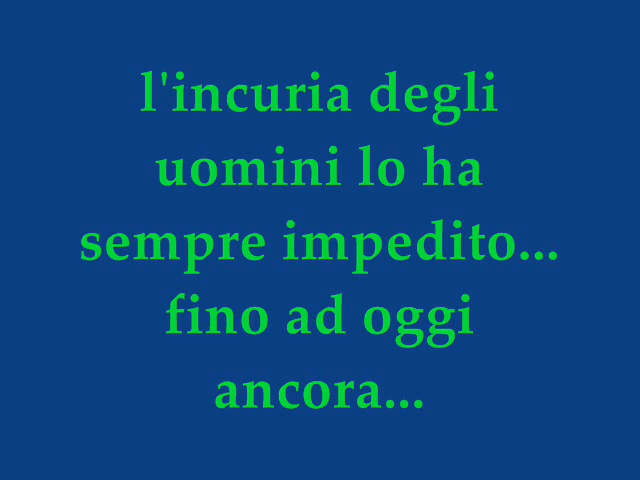 l'incuria degli
uomini lo ha
sempre impedito...
fino ad oggi
ancora...